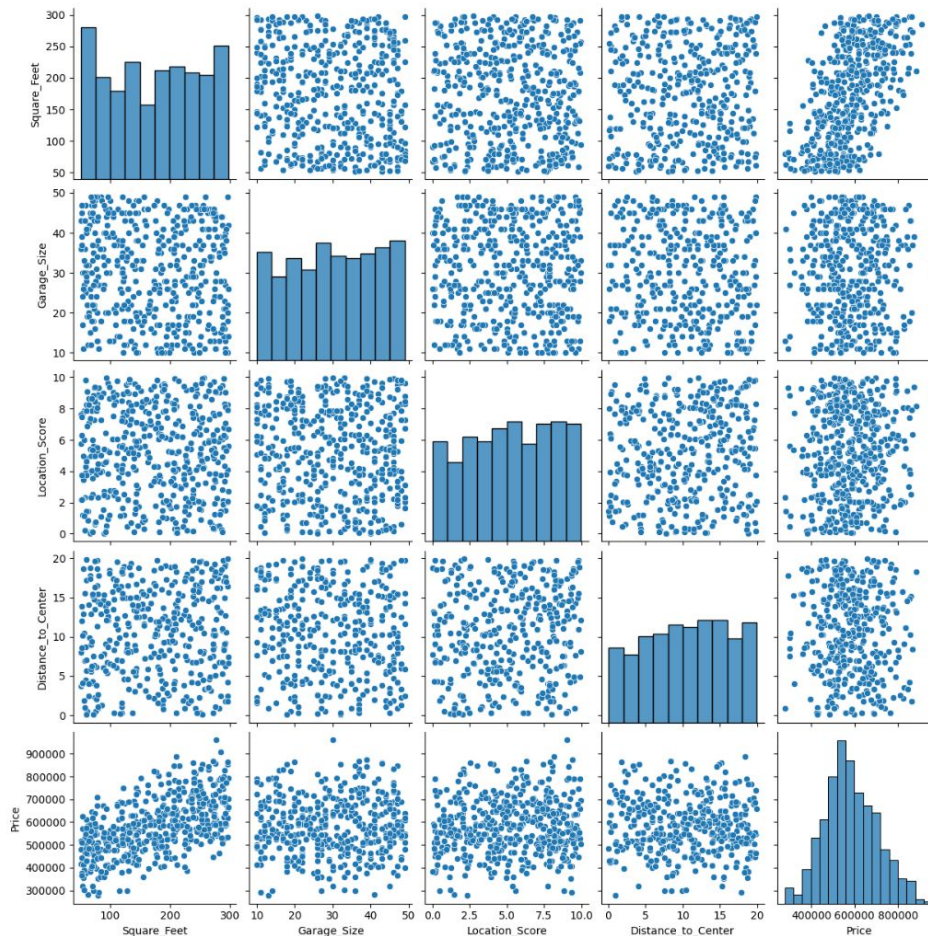 300
250
200
150
100
50
Square_Feet
50
40
30
20
10
Garage_Size
10
8
6
4
2
0
Location_Score
20
15
10
5
0
Distance_to_Center
900000
800000
700000
600000
500000
400000
300000
Price
100 200 300
10 20 30 40 50
0.0 2.5 5.0 7.5 10.0
0 5 10 15 20
400000 600000 800000
Square_Feet
Garage_Size
Location_Score
Distance_to_Center
Price